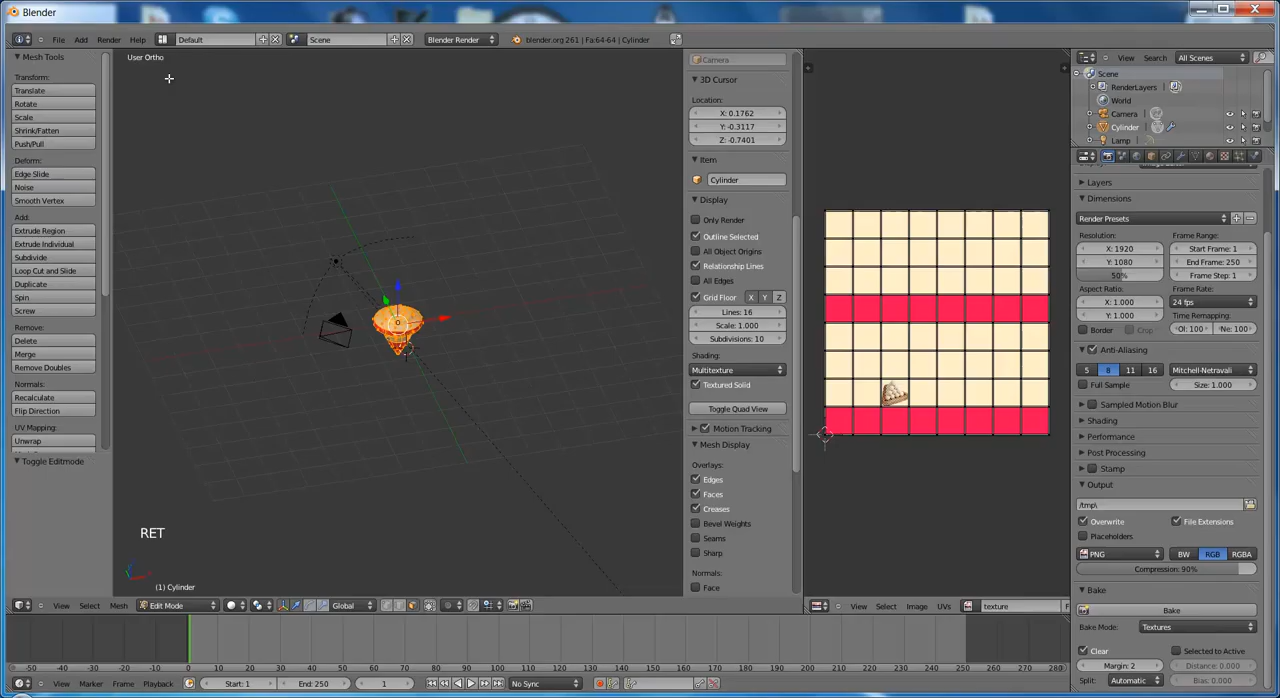 Blender
File Add Render Help Default Scene Blender Render blender.org 261 | Fa:64-64 | Cylinder
Mesh Tools
Transform:
Translate
Rotate
Scale
Shrink/Fatten
Push/Pull
Deform:
Edge Slide
Noise
Smooth Vertex
Add:
Extrude Region
Extrude Individual
Subdivide
Loop Cut and Slide
Duplicate
Spin
Screw
Remove:
Delete
Merge
Remove Doubles
Normals:
Recalculate
Flip Direction
UV Mapping:
Unwrap
Toggle Editmode
User Ortho
RET
(1) Cylinder
View Select Mesh Edit Mode Global
Camera
3D Cursor
Location:
X: 0.1762
Y: -0.3117
Z: -0.7401
Item
Cylinder
Display
Only Render
Outline Selected
All Object Origins
Relationship Lines
All Edges
Grid Floor X Y Z
Lines: 16
Scale: 1.000
Subdivisions: 10
Shading:
Multitexture
Textured Solid
Toggle Quad View
Motion Tracking
Mesh Display
Overlays:
Edges
Faces
Creases
Bevel Weights
Seams
Sharp
Normals:
Face
View Select Image UVs texture F
View Search All Scenes
Scene
RenderLayers
World
Camera
Cylinder
Lamp
Layers
Dimensions
Render Presets
Resolution: Frame Range:
X: 1920 Start Frame: 1
Y: 1080 End Frame: 250
50% Frame Step: 1
Aspect Ratio: Frame Rate:
X: 1.000 24 fps
Y: 1.000 Time Remapping:
Border Crop Ol: 100 Ne: 100
Anti-Aliasing
5 8 11 16 Mitchell-Netravali
Full Sample Size: 1.000
Sampled Motion Blur
Shading
Performance
Post Processing
Stamp
Output
/tmp\
Overwrite File Extensions
Placeholders
PNG BW RGB RGBA
Compression: 90%
Bake
Bake
Bake Mode: Textures
Clear Selected to Active
Margin: 2 Distance: 0.000
Split: Automatic Bias: 0.000
-50 -40 -30 -20 -10 0 10 20 30 40 50 60 70 80 90 100 110 120 130 140 150 160 170 180 190 200 210 220 230 240 250 260 270 280
View Marker Frame Playback Start: 1 End: 250 1 No Sync